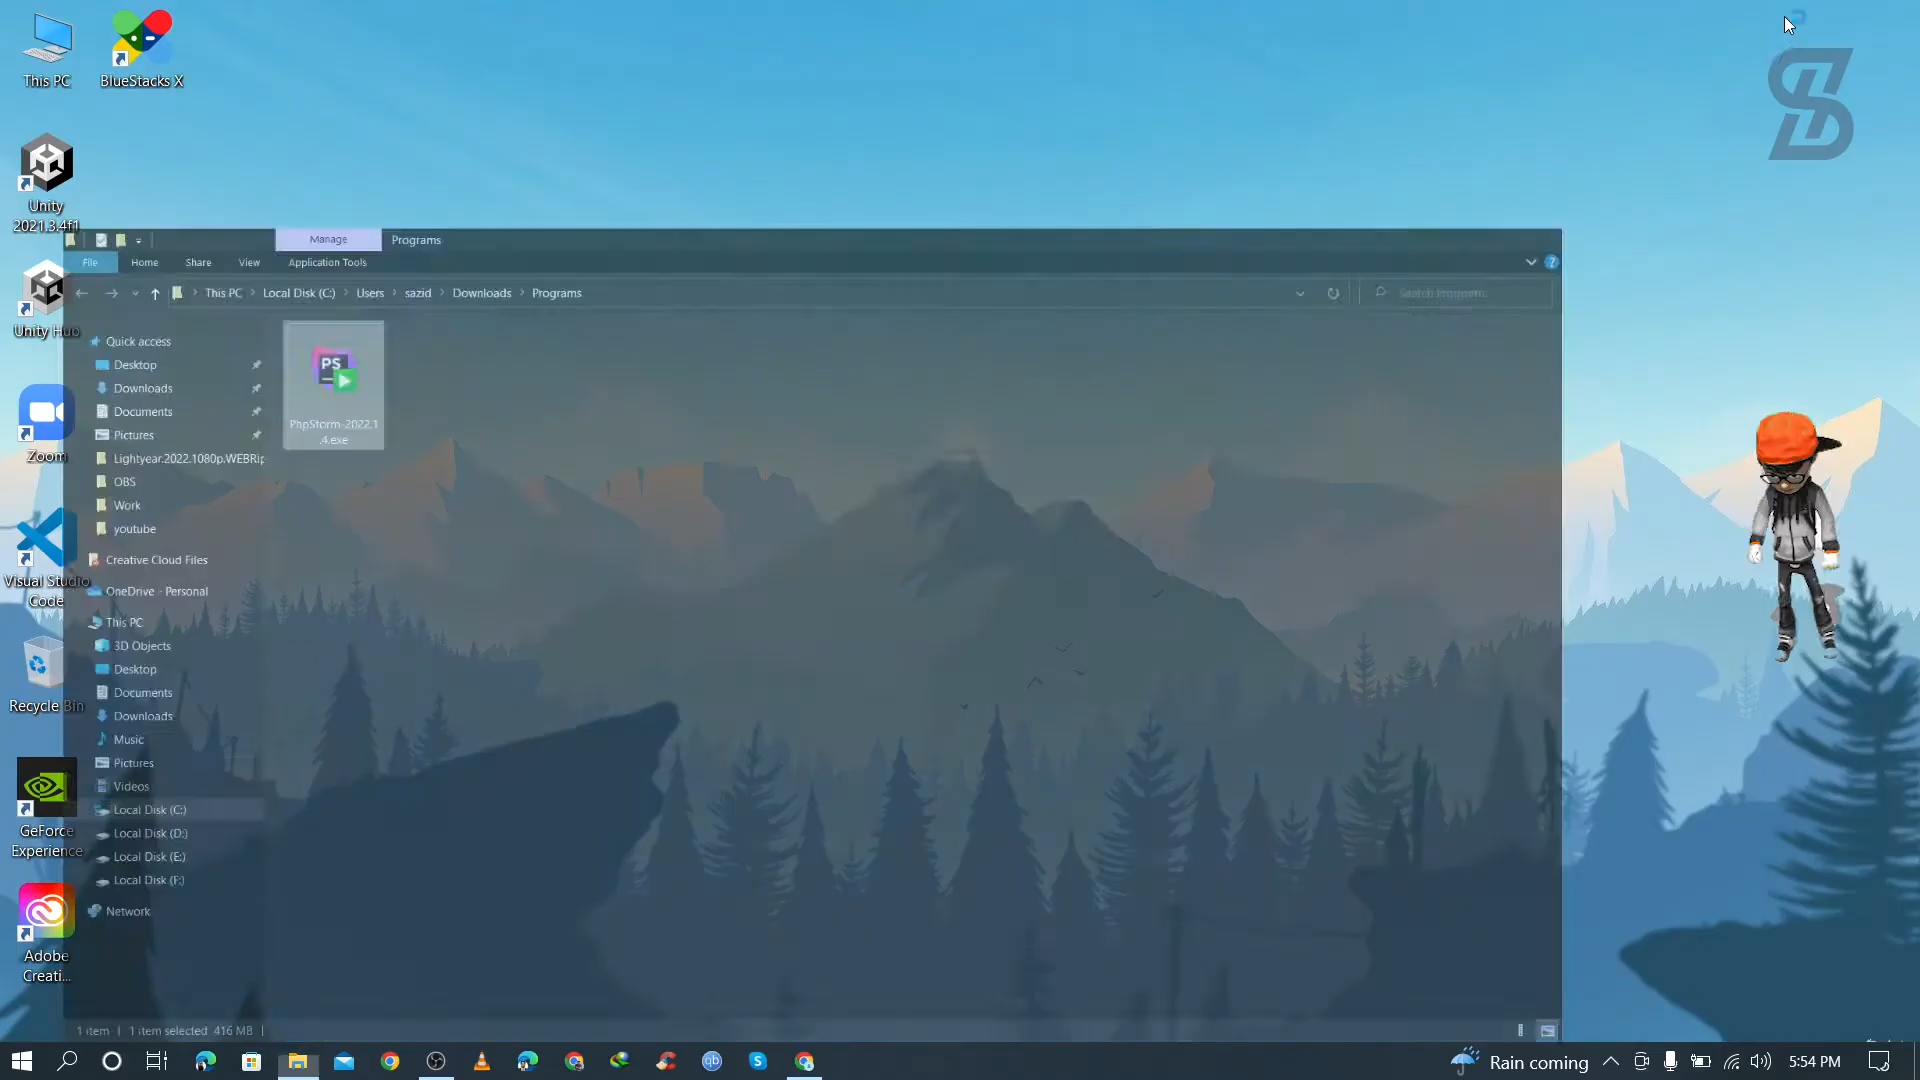 This PC
BlueStacks X
Unity
2021.3.4f1
Unity Hub
Zoom
Visual Studio
Code
Recycle Bin
GeForce
Experience
Adobe
Creati...
Manage
Programs
File
Home
Share
View
Application Tools
This PC
Local Disk (C:)
Users
sazid
Downloads
Programs
Search Programs
Quick access
Desktop
Downloads
Documents
Pictures
Lightyear.2022.1080p.WEBRip
OBS
Work
youtube
Creative Cloud Files
OneDrive - Personal
This PC
3D Objects
Desktop
Documents
Downloads
Music
Pictures
Videos
Local Disk (C:)
Local Disk (D:)
Local Disk (E:)
Local Disk (F:)
Network
PS
PhpStorm-2022.1
.4.exe
1 item
1 item selected 416 MB
qb
S
Rain coming
5:54 PM